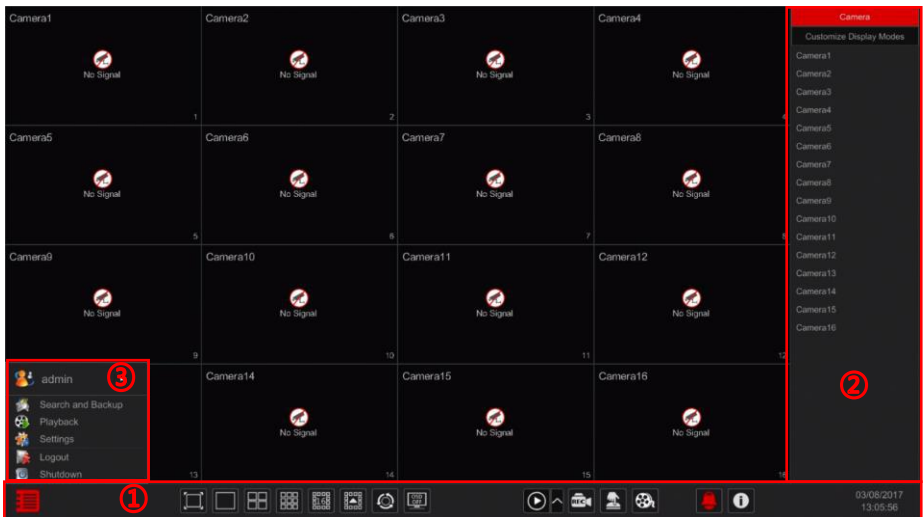 Camera1
Camera2
Camera3
Camera4
No Signal
No Signal
No Signal
No Signal
1
2
3
4
Camera5
Camera6
Camera7
Camera8
No Signal
No Signal
No Signal
No Signal
5
6
7
8
Camera9
Camera10
Camera11
Camera12
No Signal
No Signal
No Signal
No Signal
9
10
11
12
Camera14
Camera15
Camera16
No Signal
No Signal
No Signal
13
14
15
16
admin
③
Search and Backup
Playback
Settings
Logout
Shutdown
Camera
Customize Display Modes
Camera1
Camera2
Camera3
Camera4
Camera5
Camera6
Camera7
Camera8
Camera9
Camera10
Camera11
Camera12
Camera13
Camera14
Camera15
Camera16
②
①
REC
03/08/2017
13:05:56